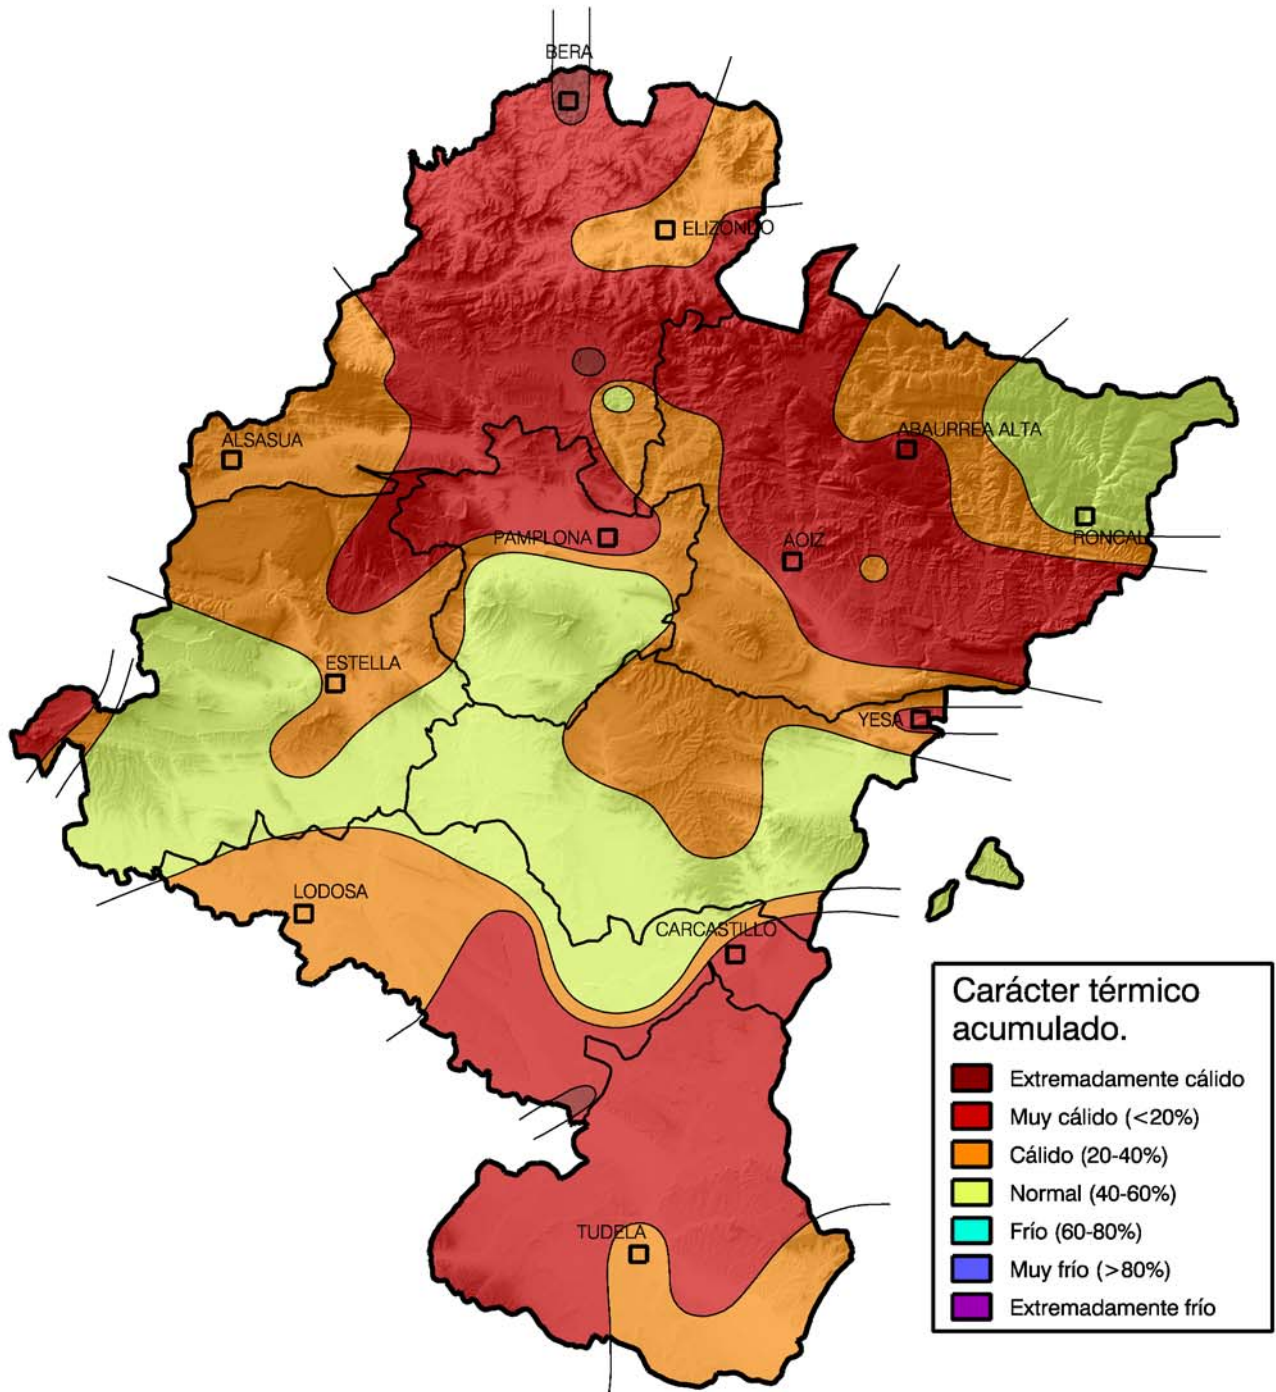 BERA
ELIZONDO
ALSASUA
ABAURREA ALTA
PAMPLONA
AOIZ
RONCAL
ESTELLA
YESA
LODOSA
CARCASTILLO
TUDELA
Carácter térmico
acumulado.
Extremadamente cálido
Muy cálido (<20%)
Cálido (20-40%)
Normal (40-60%)
Frío (60-80%)
Muy frío (>80%)
Extremadamente frío